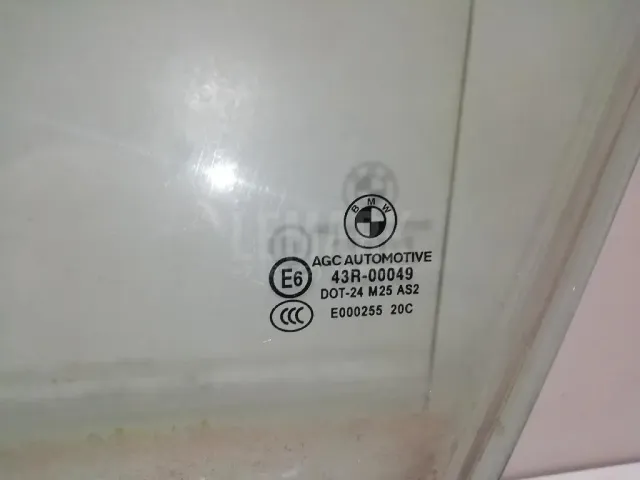 BMW
AGC AUTOMOTIVE
E6 43R-00049
DOT-24 M25 AS2
CCC E000255 20C